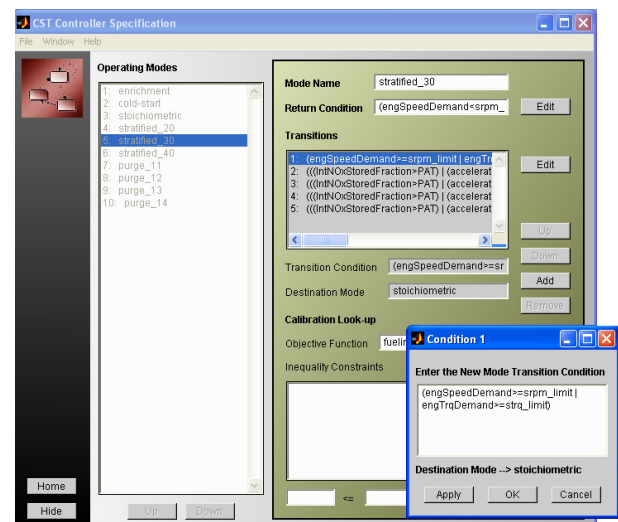 CST Controller Specification
File Window Help
Operating Modes
1: enrichment
2: cold-start
3: stoichiometric
4: stratified_20
5: stratified_30
6: stratified_40
7: purge_11
8: purge_12
9: purge_13
10: purge_14
Up Down
Home
Hide
Mode Name stratified_30
Return Condition (engSpeedDemand<srpm_ Edit
Transitions
1: (engSpeedDemand>=srpm_limit | engTr
2: (((IntNOxStoredFraction>PAT) | (accelerat
3: (((IntNOxStoredFraction>PAT) | (accelerat
4: (((IntNOxStoredFraction>PAT) | (accelerat
5: (((IntNOxStoredFraction>PAT) | (accelerat
Edit
Up
Down
Transition Condition (engSpeedDemand>=sr
Add
Destination Mode stoichiometric
Remove
Calibration Look-up
Objective Function fuelin
Inequality Constraints
<=
Condition 1
Enter the New Mode Transition Condition
(engSpeedDemand>=srpm_limit |
engTrqDemand>=strq_limit)
Destination Mode --> stoichiometric
Apply OK Cancel